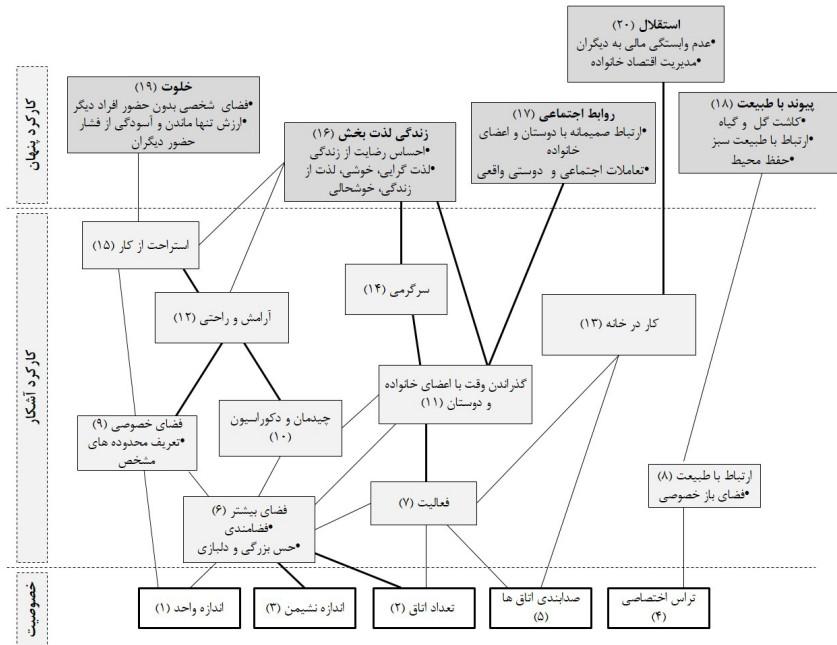 استقلال (۲۰)
•عدم وابستگی مالی به دیگران
•مدیریت اقتصاد خانواده
کارکرد پنهان
خلوت (۱۹)
•فضای شخصی بدون حضور افراد دیگر
•ارزش تنها ماندن و آسودگی از فشار
حضور دیگران
زندگی لذت بخش (۱۶)
•احساس رضایت از زندگی
•لذت گرایی، خوشی، لذت از
زندگی، خوشحالی
روابط اجتماعی (۱۷)
•ارتباط صمیمانه با دوستان و اعضای
خانواده
•تعاملات اجتماعی و دوستی واقعی
پیوند با طبیعت (۱۸)
•کاشت گل و گیاه
•ارتباط با طبیعت سبز
•حفظ محیط
کارکرد آشکار
استراحت از کار (۱۵)
سرگرمی
(۱۴)
کار در خانه (۱۳)
آرامش و راحتی (۱۲)
گذراندن وقت با اعضای خانواده
و دوستان (۱۱)
چیدمان و دکوراسیون
(۱۰)
فضای خصوصی (۹)
•تعریف محدوده های
مشخص
ارتباط با طبیعت (۸)
•فضای باز خصوصی
فعالیت (۷)
فضای بیشتر (۶)
•فضامندی
•حس بزرگی و دلبازی
خصوصیت
اندازه واحد (۱)
اندازه نشیمن (۳)
تعداد اتاق (۲)
صدابندی اتاق ها
(۵)
تراس اختصاصی
(۴)